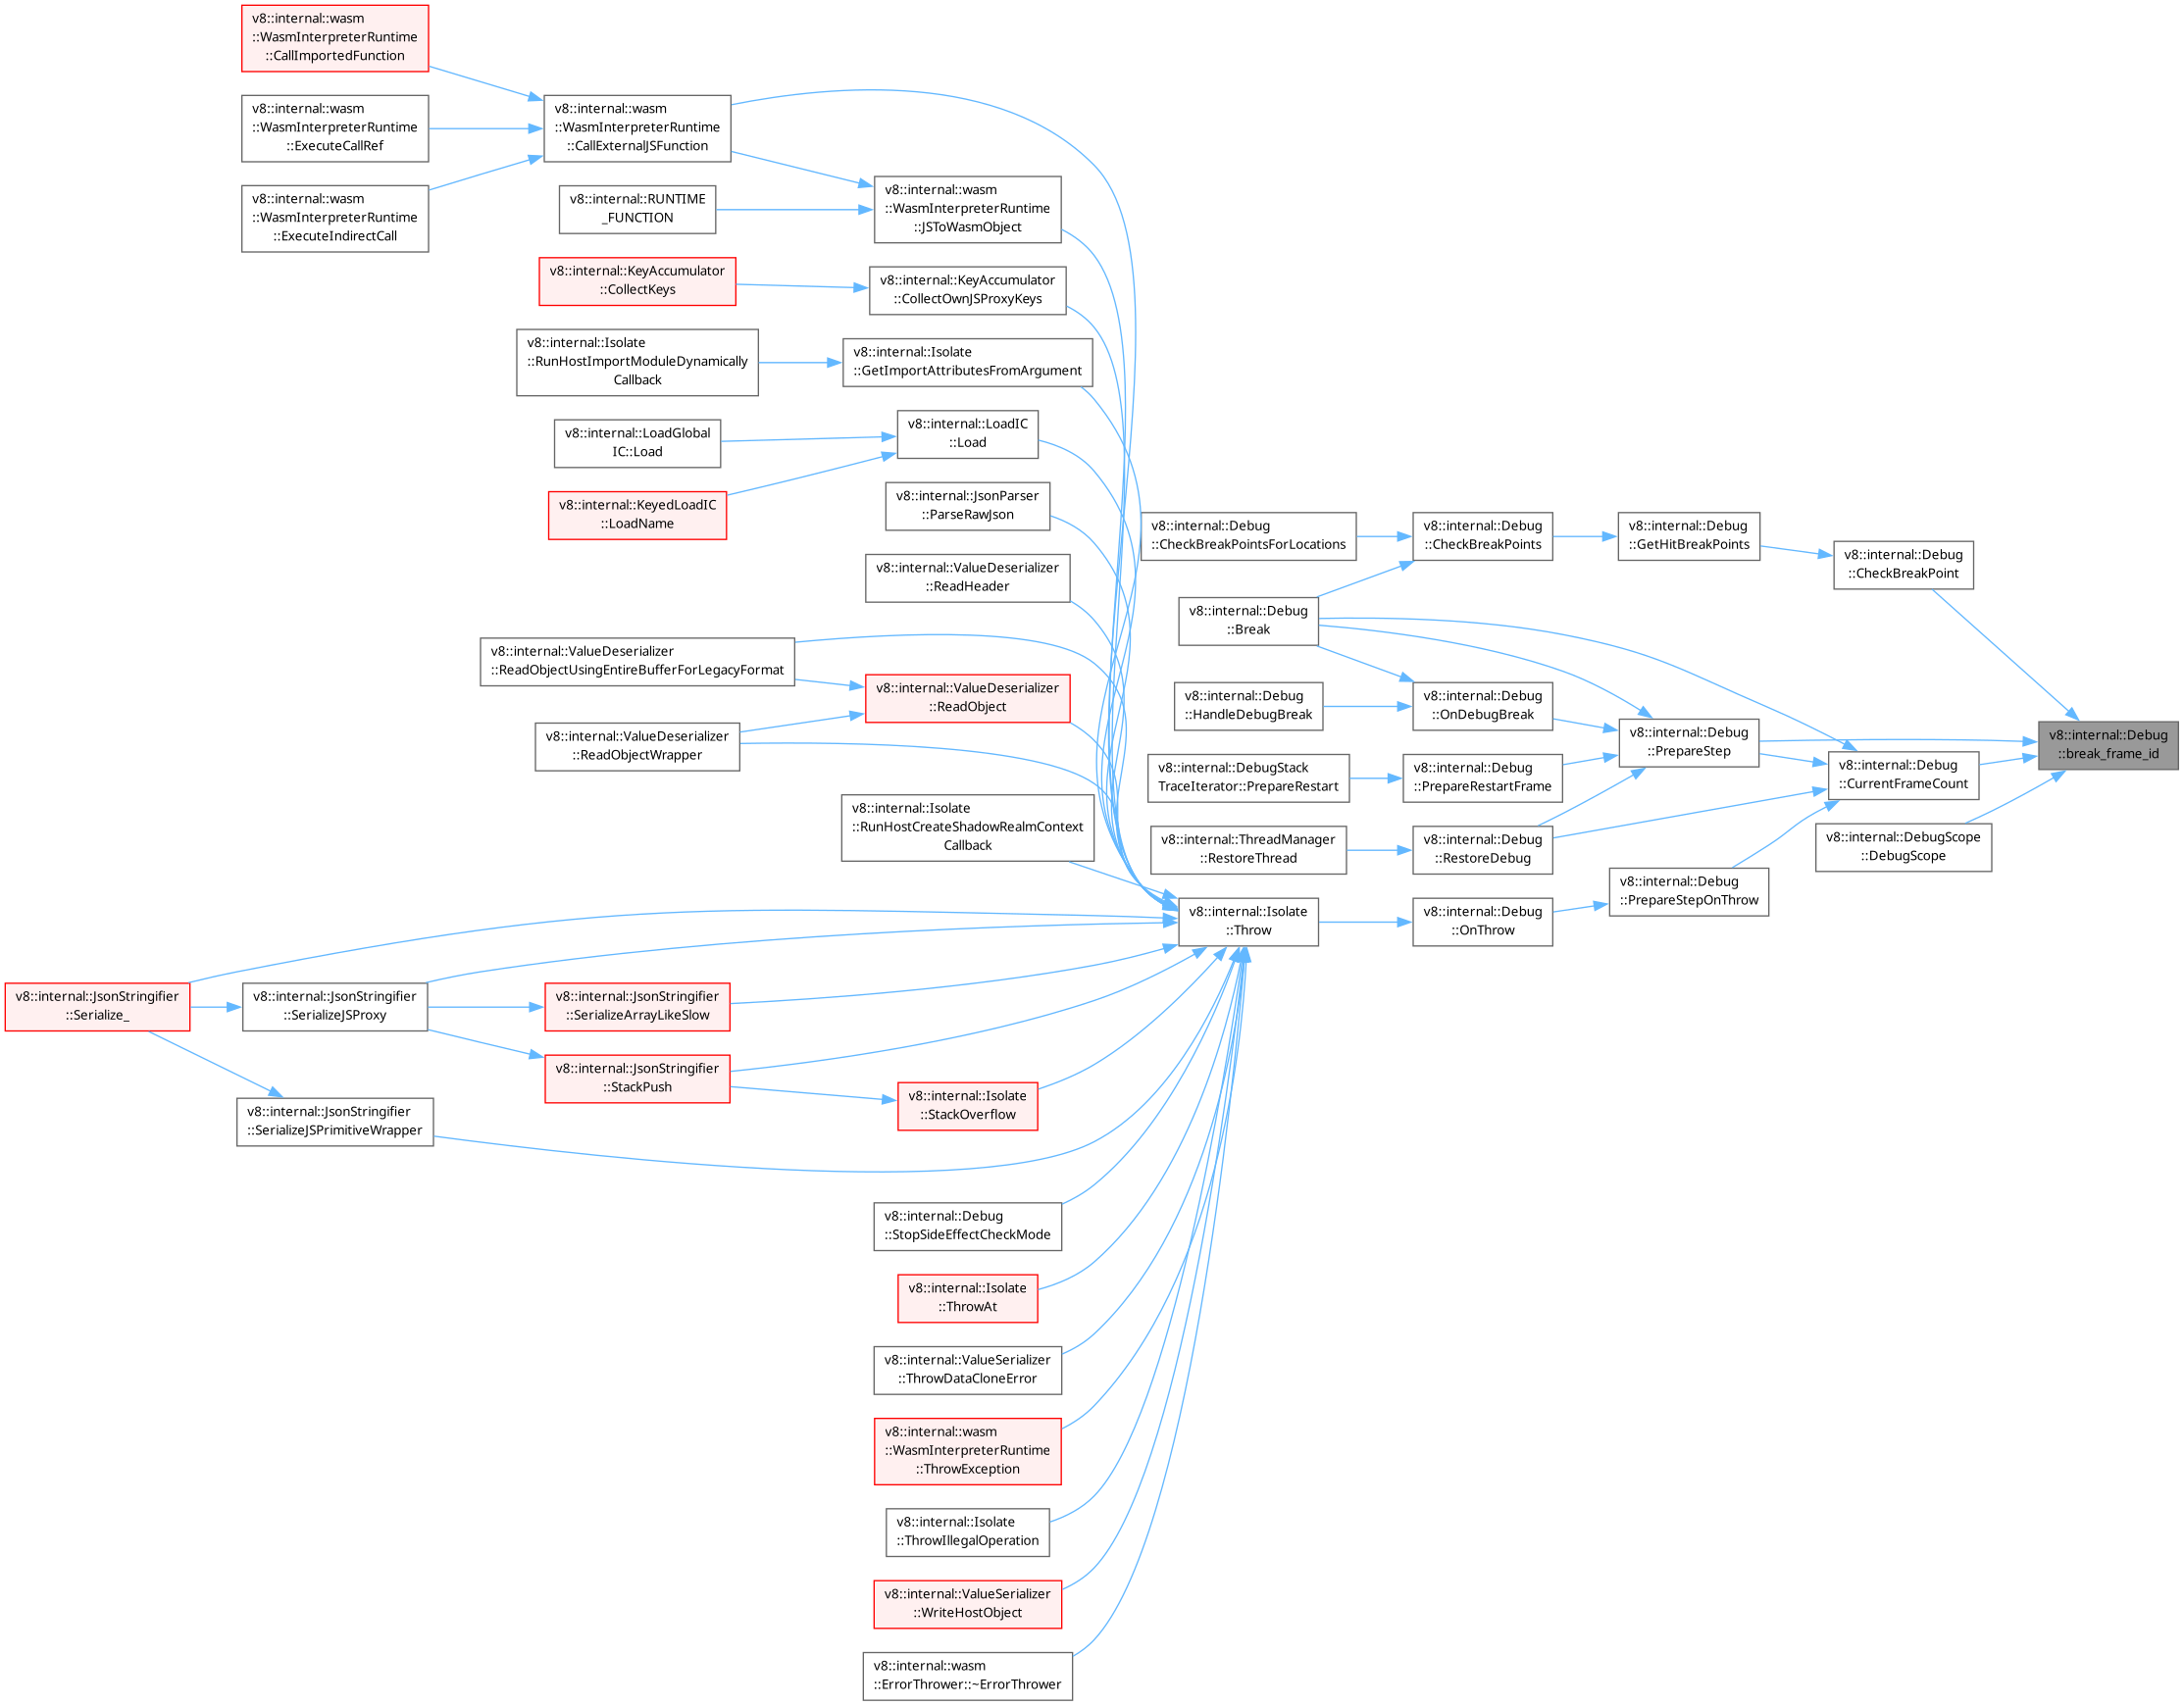 v8::internal::wasm
::WasmInterpreterRuntime
::CallImportedFunction
v8::internal::wasm
::WasmInterpreterRuntime
::ExecuteCallRef
v8::internal::wasm
::WasmInterpreterRuntime
::ExecuteIndirectCall
v8::internal::wasm
::WasmInterpreterRuntime
::CallExternalJSFunction
v8::internal::RUNTIME
_FUNCTION
v8::internal::wasm
::WasmInterpreterRuntime
::JSToWasmObject
v8::internal::KeyAccumulator
::CollectKeys
v8::internal::KeyAccumulator
::CollectOwnJSProxyKeys
v8::internal::Isolate
::RunHostImportModuleDynamically
Callback
v8::internal::Isolate
::GetImportAttributesFromArgument
v8::internal::LoadGlobal
IC::Load
v8::internal::LoadIC
::Load
v8::internal::KeyedLoadIC
::LoadName
v8::internal::JsonParser
::ParseRawJson
v8::internal::ValueDeserializer
::ReadHeader
v8::internal::ValueDeserializer
::ReadObjectUsingEntireBufferForLegacyFormat
v8::internal::ValueDeserializer
::ReadObject
v8::internal::ValueDeserializer
::ReadObjectWrapper
v8::internal::Isolate
::RunHostCreateShadowRealmContext
Callback
v8::internal::Debug
::CheckBreakPointsForLocations
v8::internal::Debug
::CheckBreakPoints
v8::internal::Debug
::GetHitBreakPoints
v8::internal::Debug
::CheckBreakPoint
v8::internal::Debug
::Break
v8::internal::Debug
::HandleDebugBreak
v8::internal::Debug
::OnDebugBreak
v8::internal::Debug
::PrepareStep
v8::internal::Debug
::break_frame_id
v8::internal::DebugStack
TraceIterator::PrepareRestart
v8::internal::Debug
::PrepareRestartFrame
v8::internal::Debug
::CurrentFrameCount
v8::internal::ThreadManager
::RestoreThread
v8::internal::Debug
::RestoreDebug
v8::internal::DebugScope
::DebugScope
v8::internal::Debug
::PrepareStepOnThrow
v8::internal::Isolate
::Throw
v8::internal::Debug
::OnThrow
v8::internal::JsonStringifier
::Serialize_
v8::internal::JsonStringifier
::SerializeJSProxy
v8::internal::JsonStringifier
::SerializeArrayLikeSlow
v8::internal::JsonStringifier
::StackPush
v8::internal::Isolate
::StackOverflow
v8::internal::JsonStringifier
::SerializeJSPrimitiveWrapper
v8::internal::Debug
::StopSideEffectCheckMode
v8::internal::Isolate
::ThrowAt
v8::internal::ValueSerializer
::ThrowDataCloneError
v8::internal::wasm
::WasmInterpreterRuntime
::ThrowException
v8::internal::Isolate
::ThrowIllegalOperation
v8::internal::ValueSerializer
::WriteHostObject
v8::internal::wasm
::ErrorThrower::~ErrorThrower